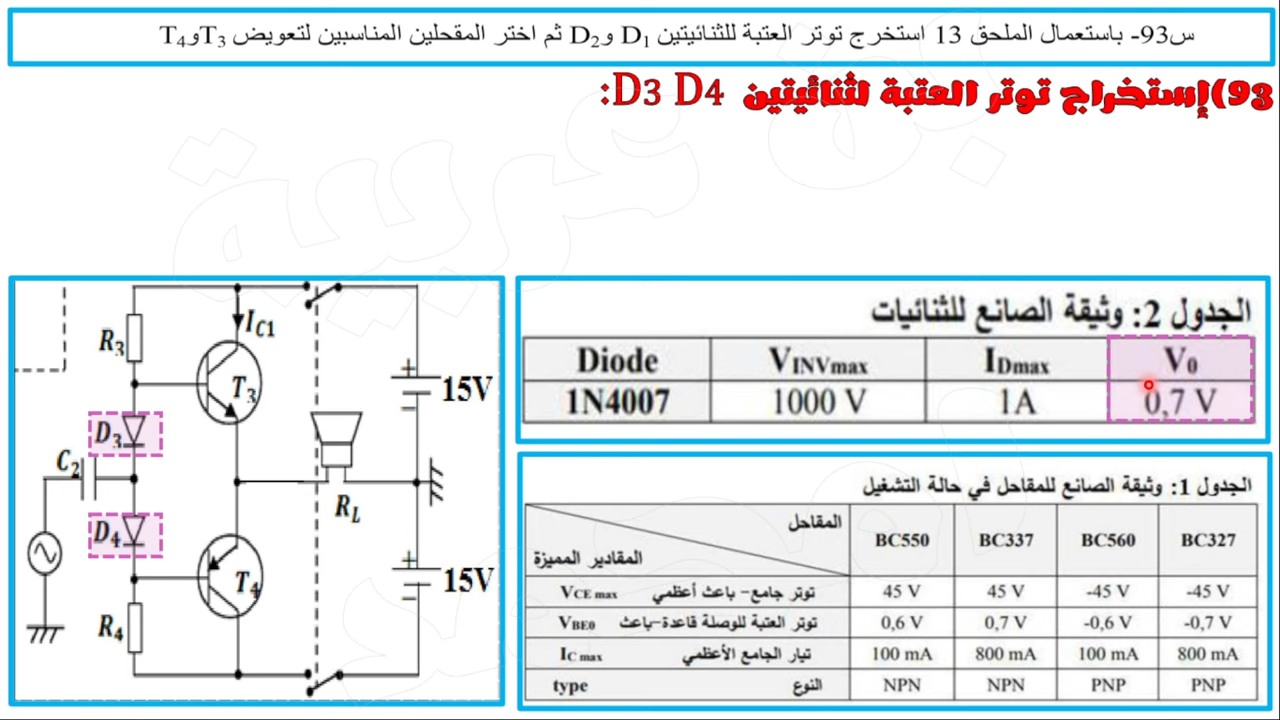 س93- باستعمال الملحق 13 استخرج توتر العتبة للثنائيتين D1 وD2 ثم اختر المقحلين المناسبين لتعويض T3 وT4
93)إستخراج توتر العتبة لثنائيتين D3 D4:
R3
IC1
T3
D3
C2
D4
T4
R4
RL
+
15V
−
+
15V
−
الجدول 2: وثيقة الصانع للثنائيات
Diode VINVmax IDmax V0
1N4007 1000 V 1A 0,7 V
الجدول 1: وثيقة الصانع للمقاحل في حالة التشغيل
المقاحل
المقادير المميزة
BC550 BC337 BC560 BC327
VCE max توتر جامع– باعث أعظمي 45 V 45 V -45 V -45 V
VBE0 توتر العتبة للوصلة قاعدة–باعث 0,6 V 0,7 V -0,6 V -0,7 V
IC max تيار الجامع الأعظمي 100 mA 800 mA 100 mA 800 mA
type النوع NPN NPN PNP PNP